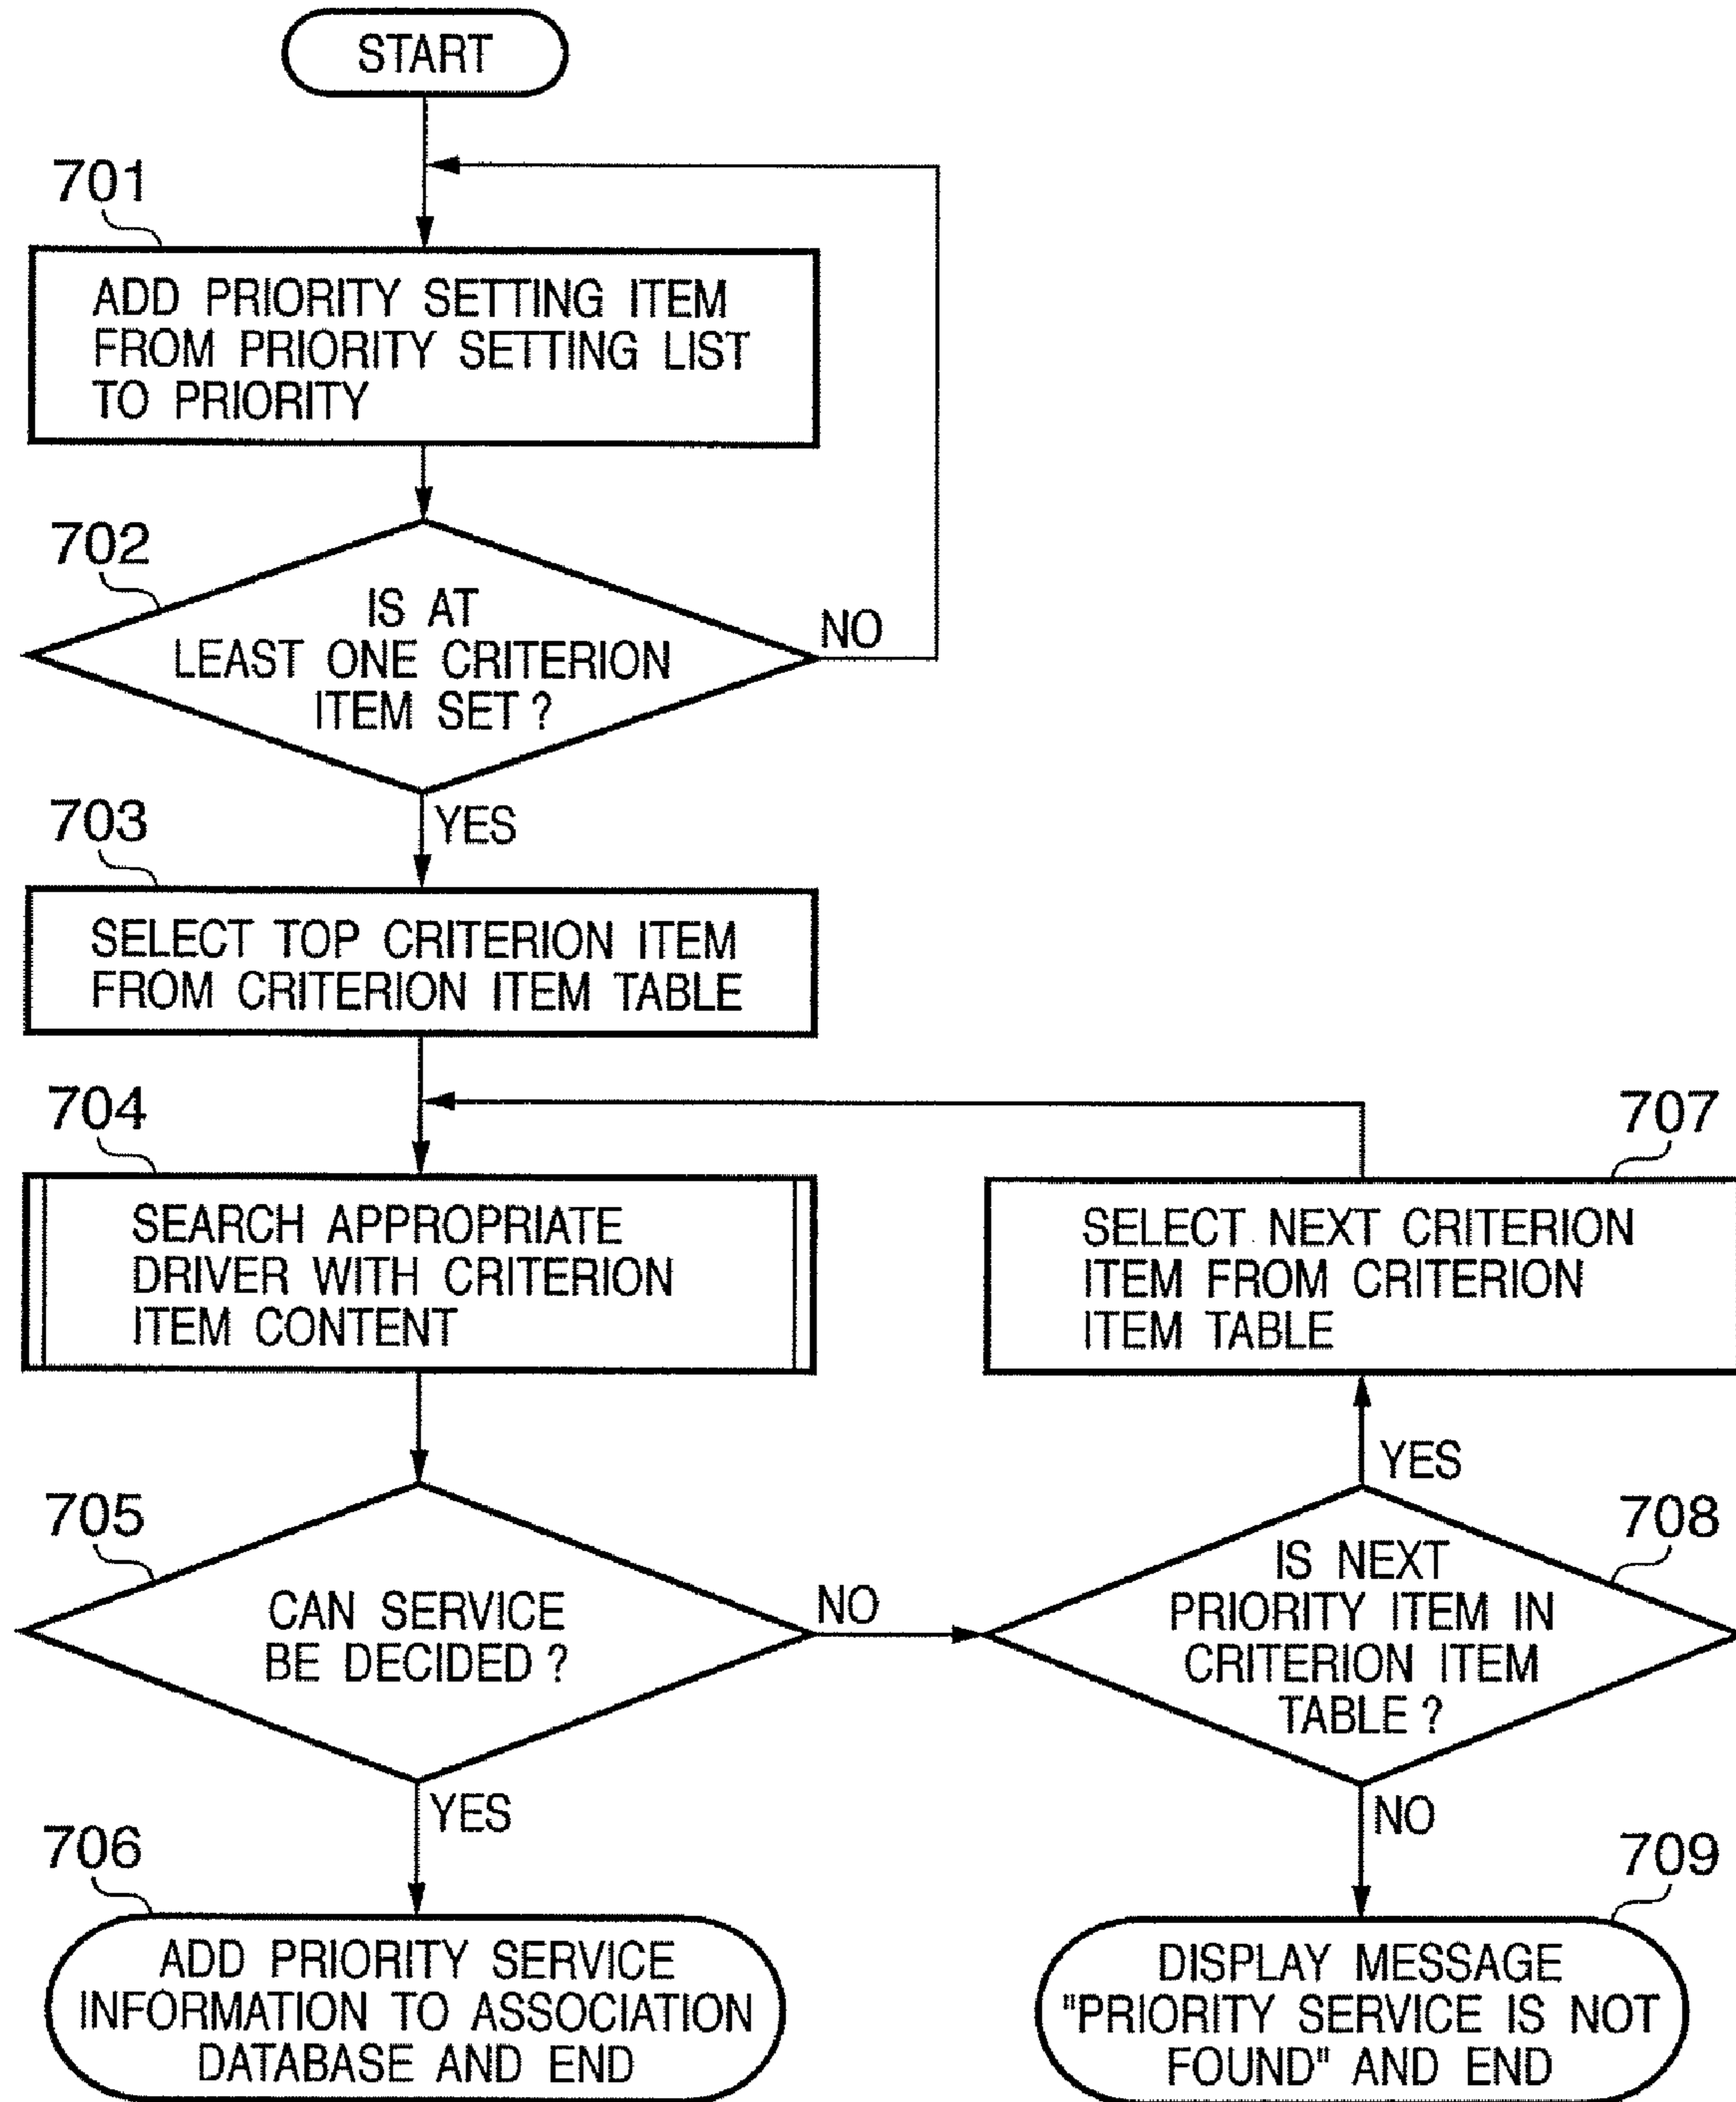 START
701
ADD PRIORITY SETTING ITEM
FROM PRIORITY SETTING LIST
TO PRIORITY
702
IS AT
LEAST ONE CRITERION
ITEM SET ?
NO
YES
703
SELECT TOP CRITERION ITEM
FROM CRITERION ITEM TABLE
704
SEARCH APPROPRIATE
DRIVER WITH CRITERION
ITEM CONTENT
707
SELECT NEXT CRITERION
ITEM FROM CRITERION
ITEM TABLE
705
CAN SERVICE
BE DECIDED ?
NO
YES
708
IS NEXT
PRIORITY ITEM IN
CRITERION ITEM
TABLE ?
YES
NO
706
ADD PRIORITY SERVICE
INFORMATION TO ASSOCIATION
DATABASE AND END
709
DISPLAY MESSAGE
"PRIORITY SERVICE IS NOT
FOUND" AND END